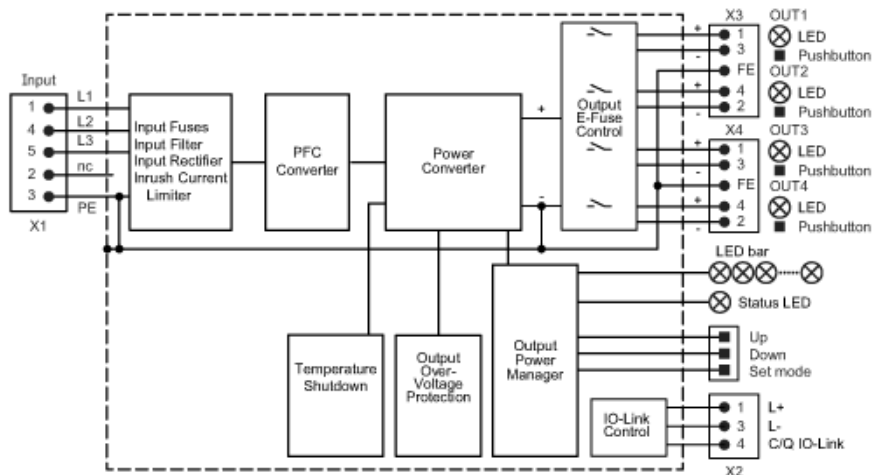 Input
1 L1
4 L2
5 L3
2 nc
3 PE
X1
Input Fuses
Input Filter
Input Rectifier
Inrush Current
Limiter
PFC
Converter
Power
Converter
+
-
Output
E-Fuse
Control
X3 OUT1
+ 1 LED
- 3 Pushbutton
FE OUT2
+ 4 LED
- 2 Pushbutton
X4 OUT3
+ 1 LED
- 3 Pushbutton
FE OUT4
+ 4 LED
- 2 Pushbutton
LED bar
Status LED
Up
Down
Set mode
Temperature
Shutdown
Output
Over-
Voltage
Protection
Output
Power
Manager
IO-Link
Control
1 L+
3 L-
4 C/Q IO-Link
X2